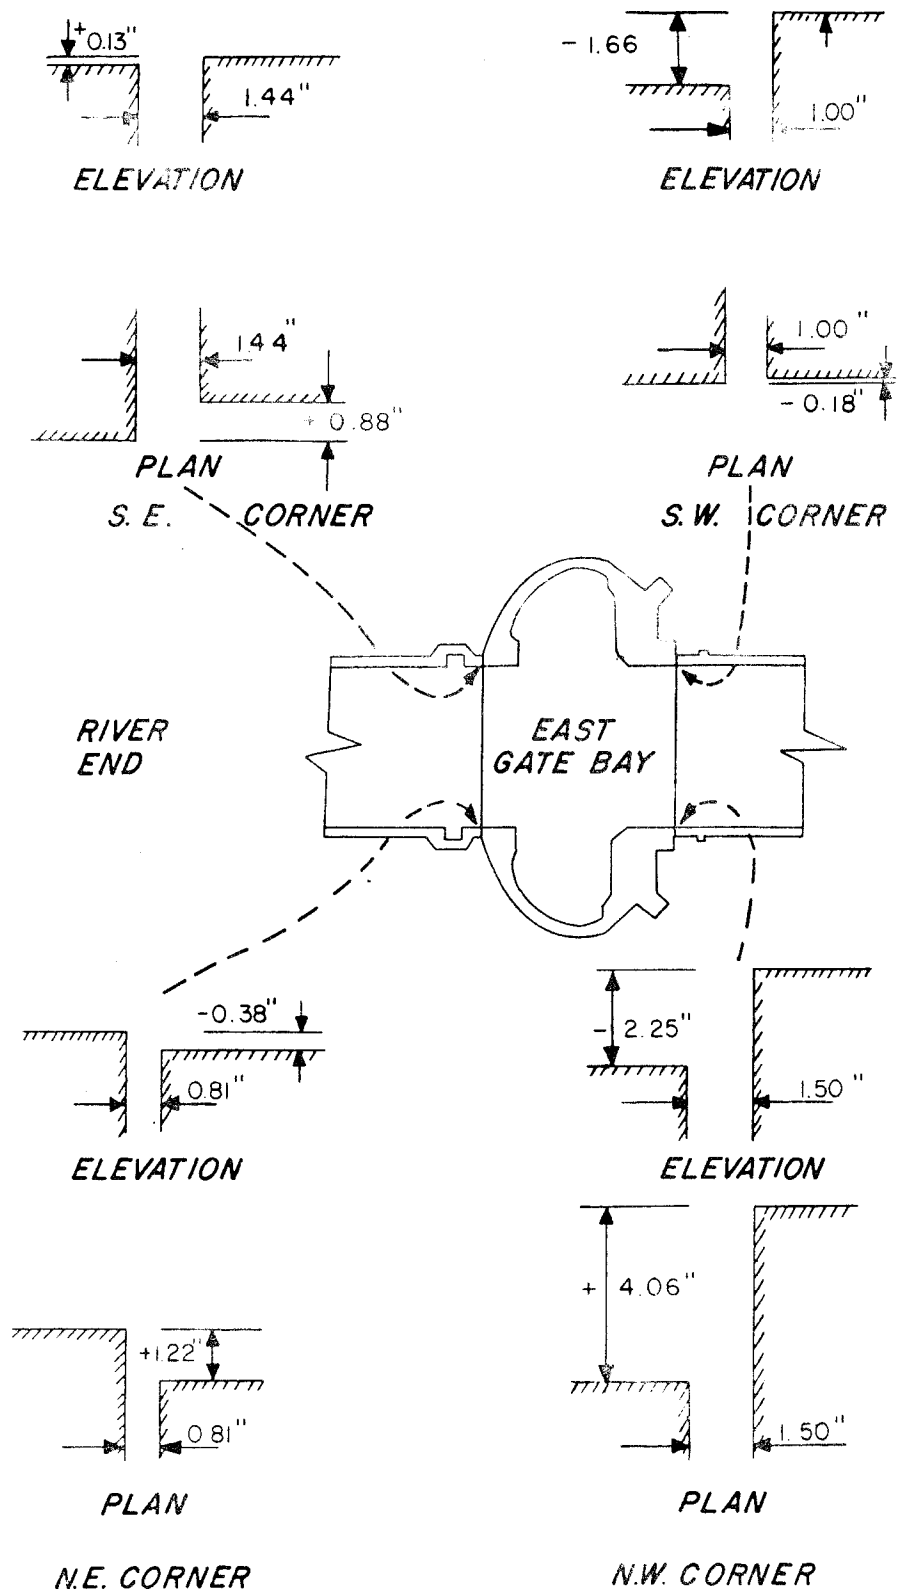 +0.13"
1.44"
ELEVATION
-1.66
1.00"
ELEVATION
1.44"
+0.88"
PLAN
S.E. CORNER
1.00"
-0.18"
PLAN
S.W. CORNER
RIVER
END
EAST
GATE BAY
-0.38"
0.81"
ELEVATION
-2.25"
1.50"
ELEVATION
+1.22"
0.81"
PLAN
N.E. CORNER
+4.06"
1.50"
PLAN
N.W. CORNER